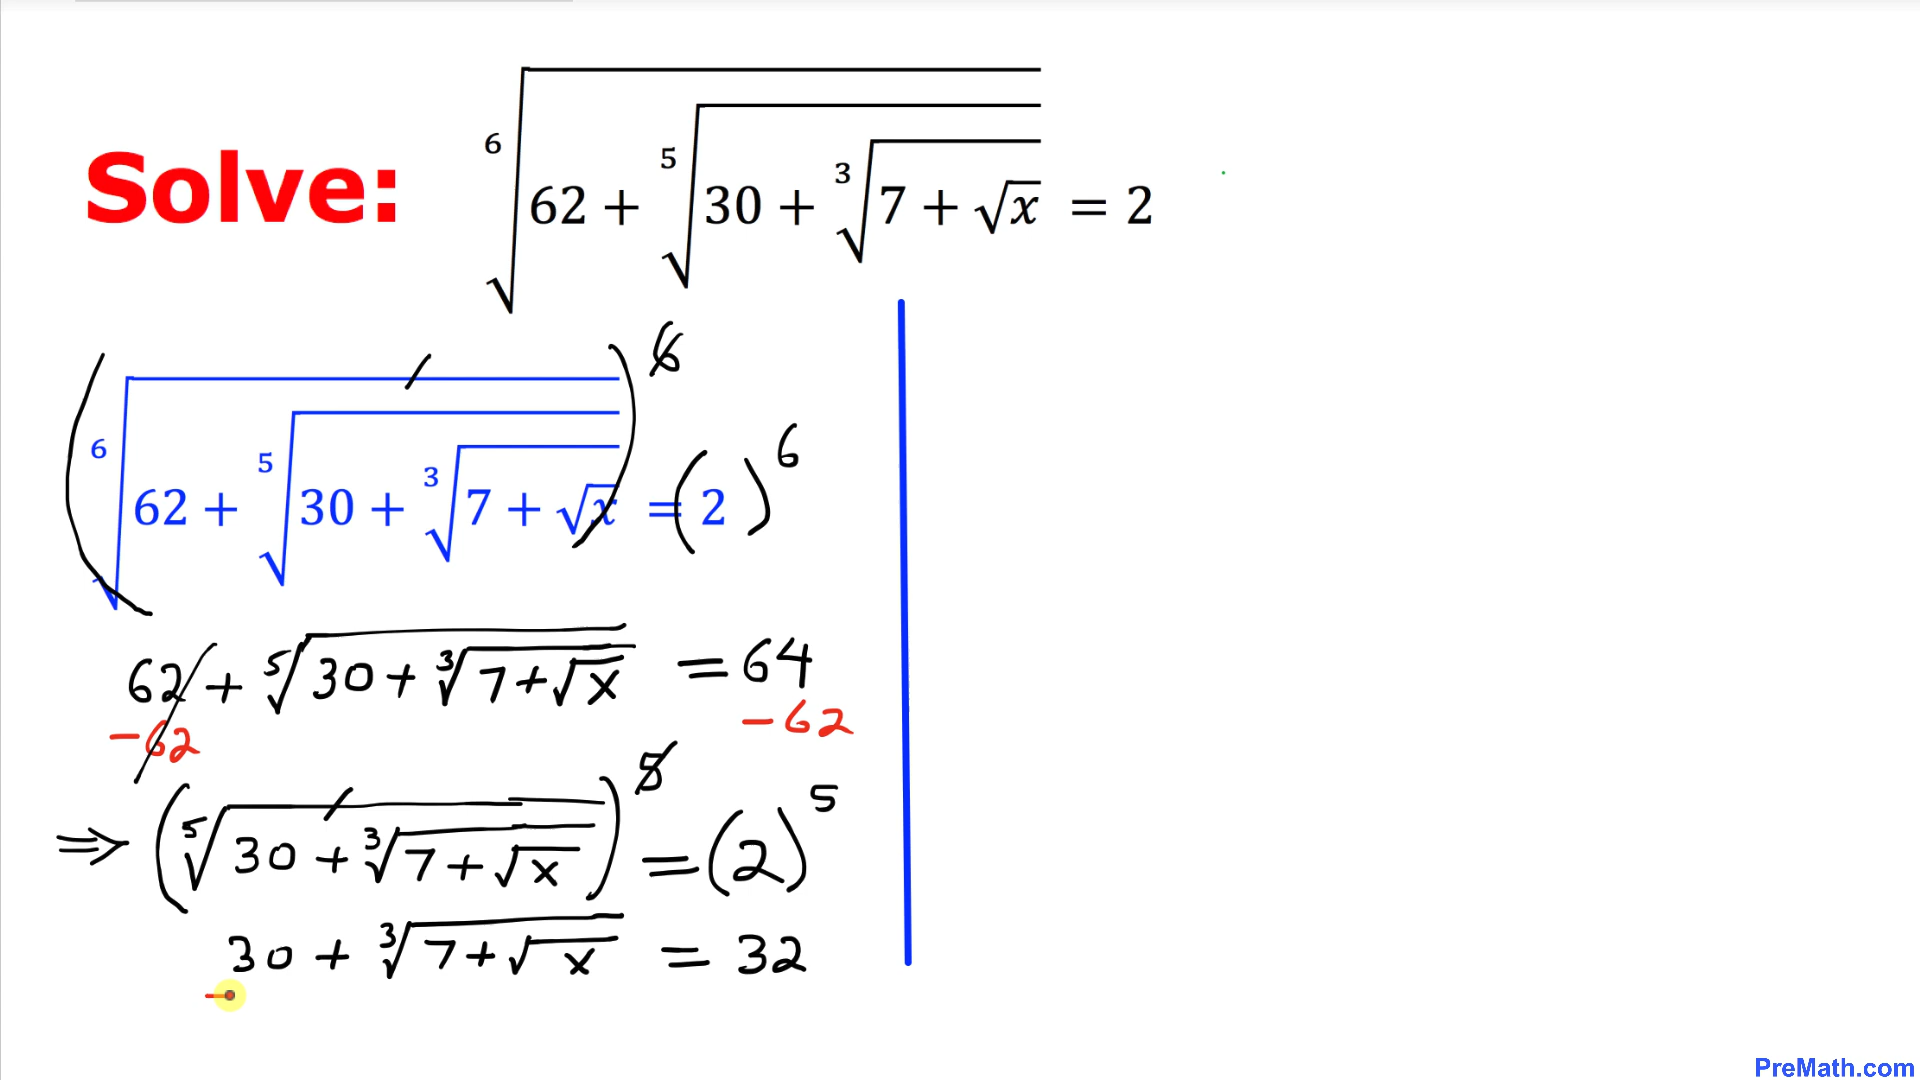 Solve: ⁶√(62 + ⁵√(30 + ³√(7 + √x))) = 2
(⁶√(62 + ⁵√(30 + ³√(7 + √x))))⁶ = (2)⁶
62 + ⁵√(30 + ³√(7 + √x)) = 64
-62 -62
⇒ (⁵√(30 + ³√(7 + √x)))⁵ = (2)⁵
30 + ³√(7 + √x) = 32
-
PreMath.com